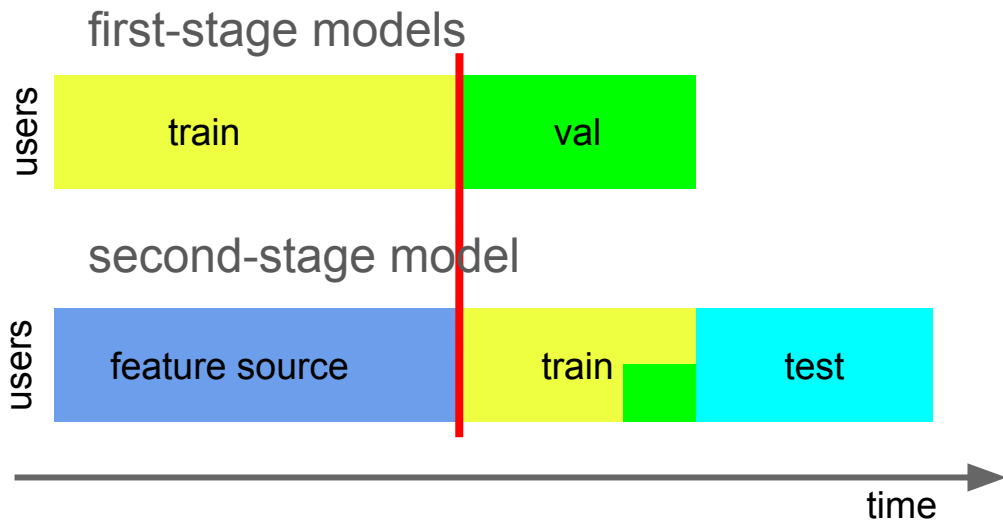 first-stage models
users
train
val
second-stage model
users
feature source
train
test
time